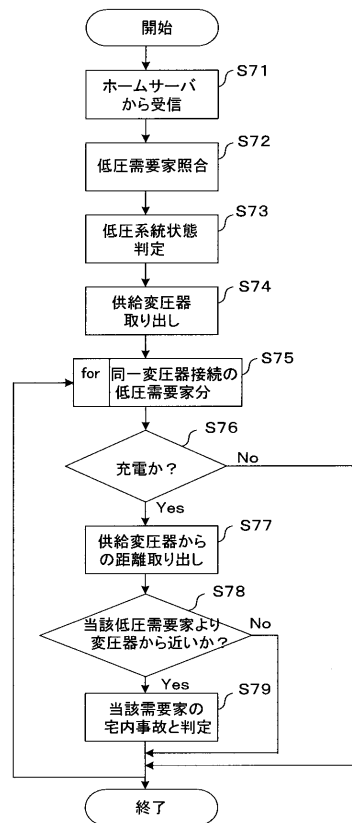 開始
S71
ホームサーバ
から受信
S72
低圧需要家照合
S73
低圧系統状態
判定
S74
供給変圧器
取り出し
S75
for
同一変圧器接続の
低圧需要家分
S76
充電か？
No
Yes
S77
供給変圧器から
の距離取り出し
S78
当該低圧需要家より
変圧器から近いか？
No
Yes
S79
当該需要家の
宅内事故と判定
終了